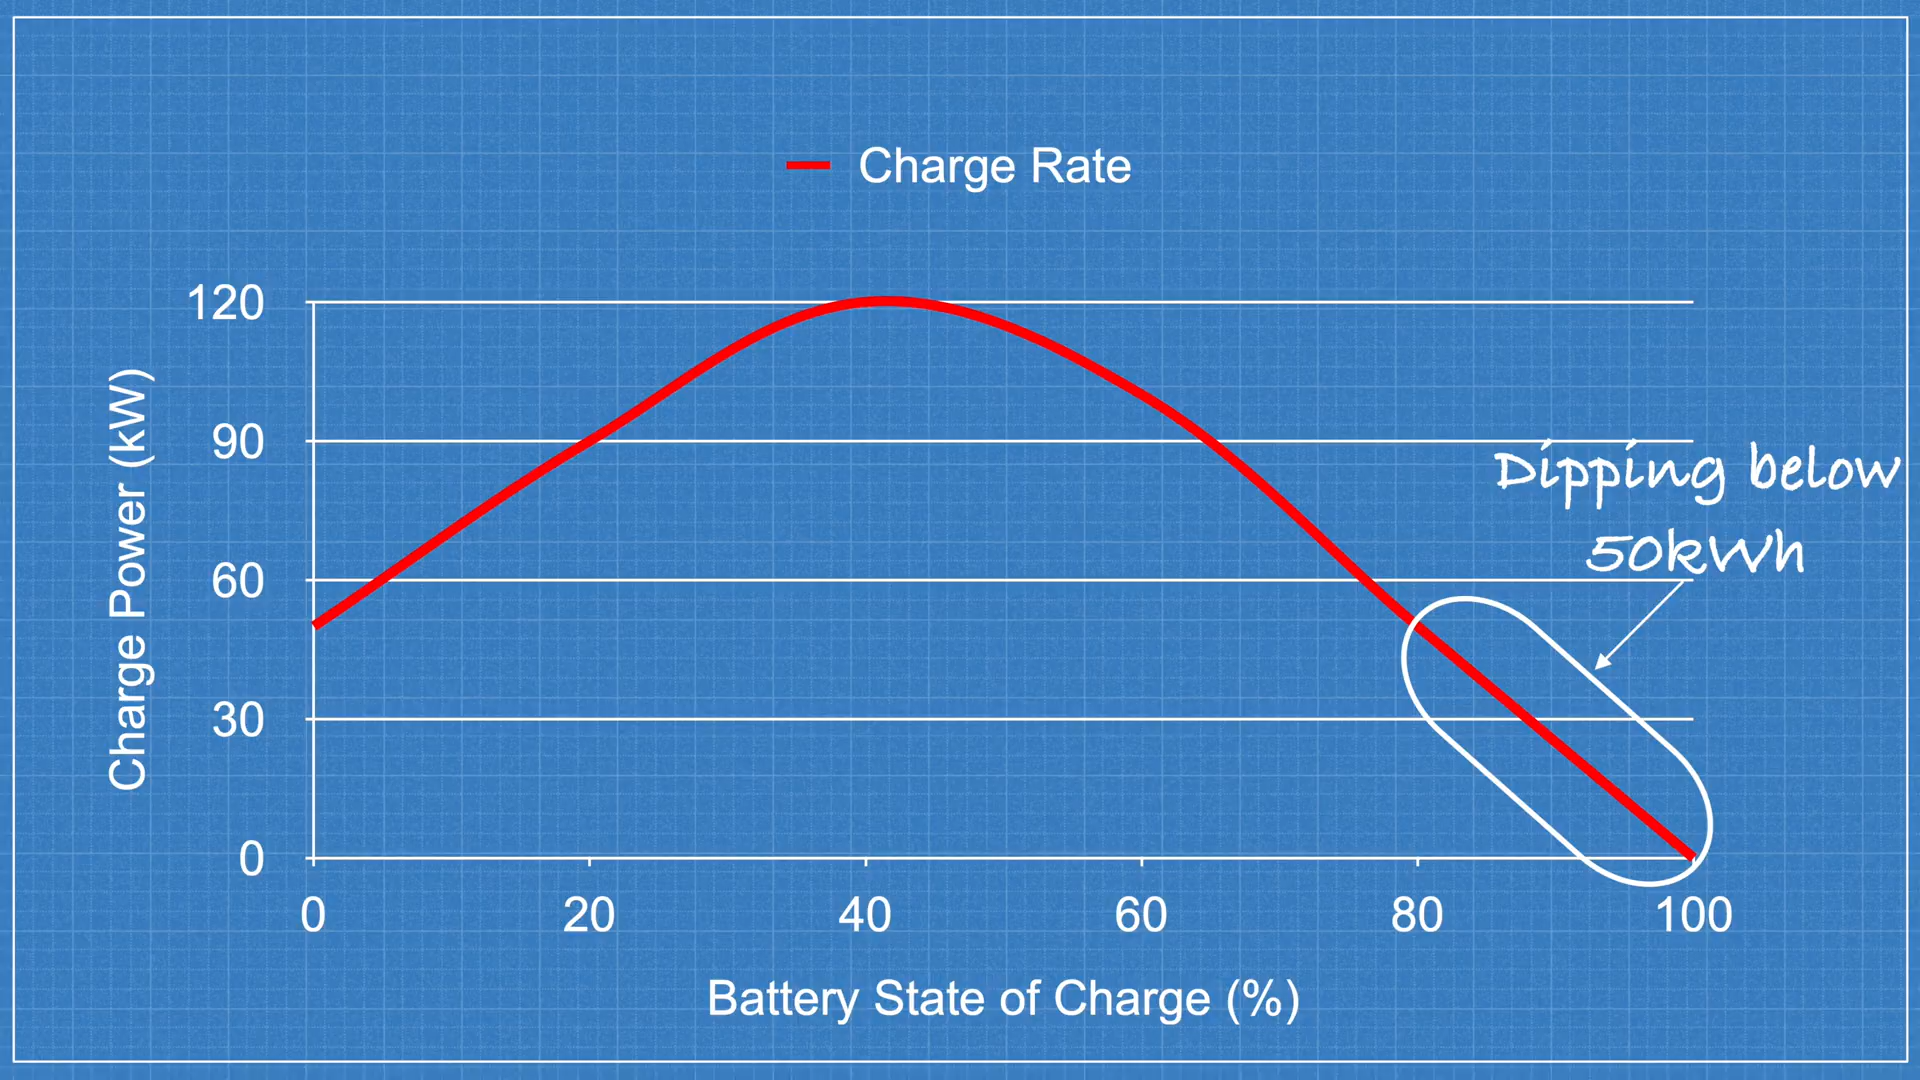 Charge Rate
120
90
60
30
0
Charge Power (kW)
Dipping below
50kWh
0 20 40 60 80 100
Battery State of Charge (%)